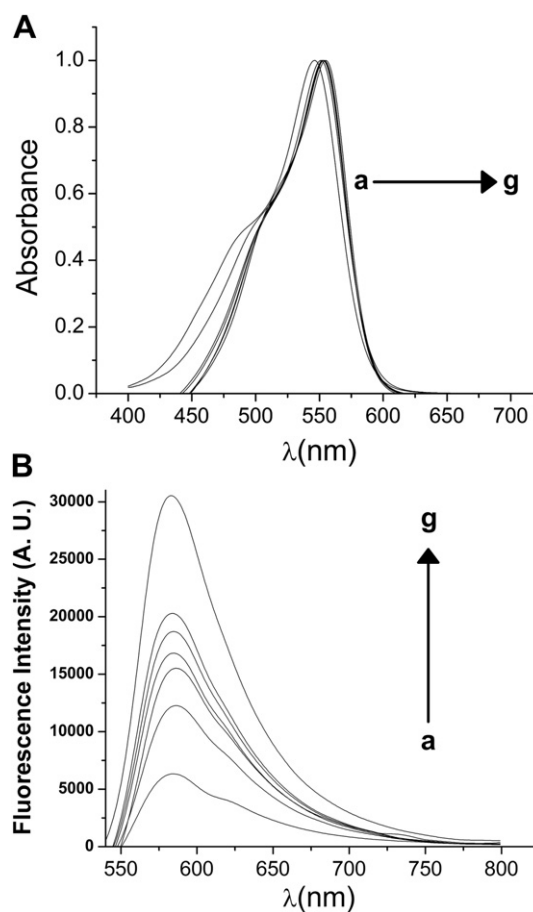 A
Absorbance
1.0
0.8
0.6
0.4
0.2
0.0
a
g
400 450 500 550 600 650 700
λ(nm)
B
Fluorescence Intensity (A. U.)
30000
25000
20000
15000
10000
5000
0
g
a
550 600 650 700 750 800
λ(nm)